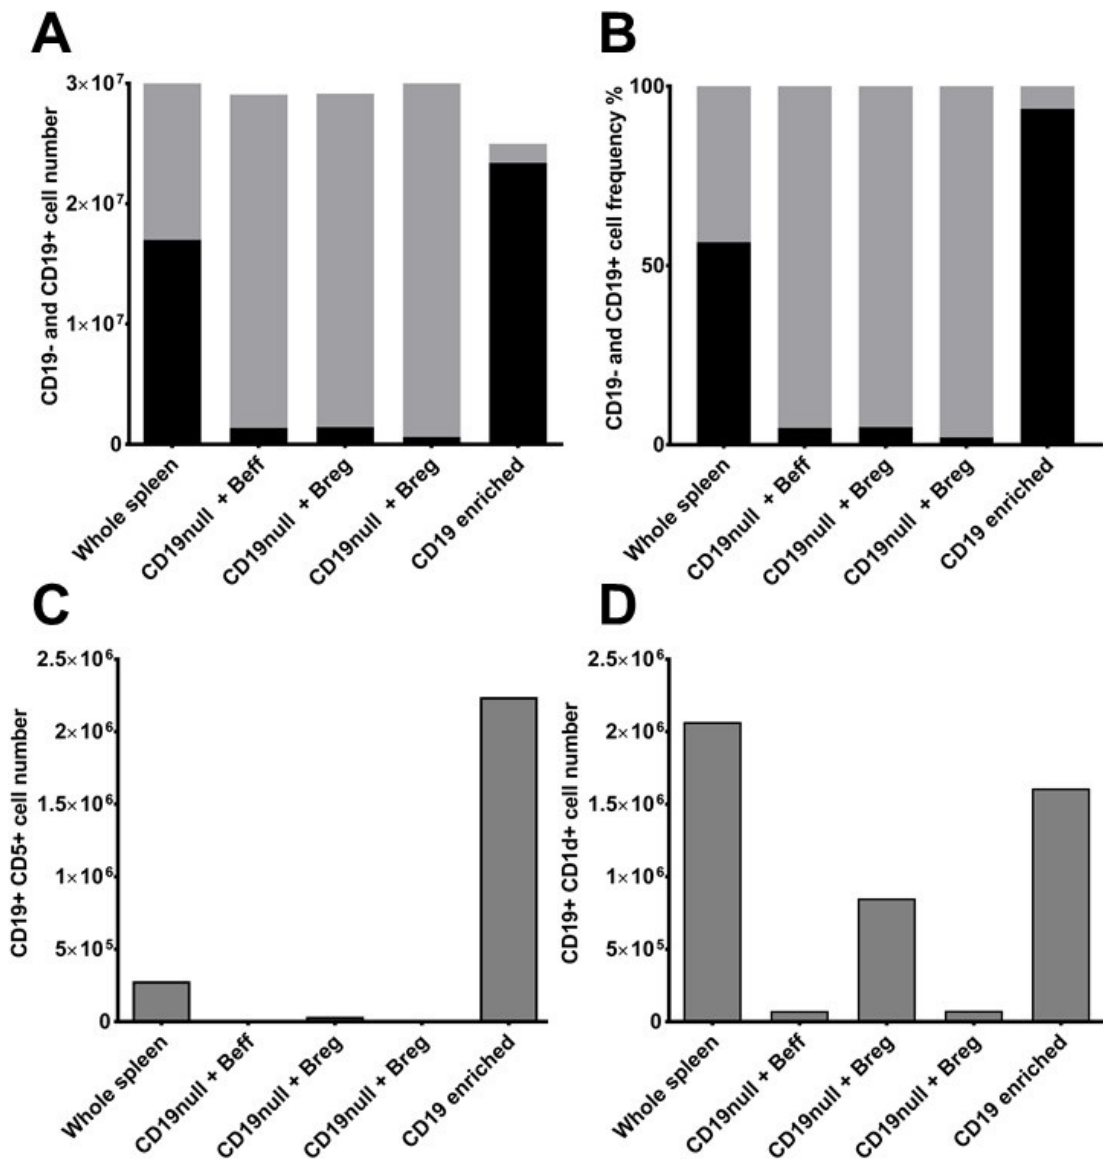 A
CD19- and CD19+ cell number
3×10⁷
2×10⁷
1×10⁷
0
Whole spleen
CD19null + Beff
CD19null + Breg
CD19null + Breg
CD19 enriched
B
CD19- and CD19+ cell frequency %
100
50
0
Whole spleen
CD19null + Beff
CD19null + Breg
CD19null + Breg
CD19 enriched
C
CD19+ CD5+ cell number
2.5×10⁶
2×10⁶
1.5×10⁶
1×10⁶
5×10⁵
0
Whole spleen
CD19null + Beff
CD19null + Breg
CD19null + Breg
CD19 enriched
D
CD19+ CD1d+ cell number
2.5×10⁶
2×10⁶
1.5×10⁶
1×10⁶
5×10⁵
0
Whole spleen
CD19null + Beff
CD19null + Breg
CD19null + Breg
CD19 enriched